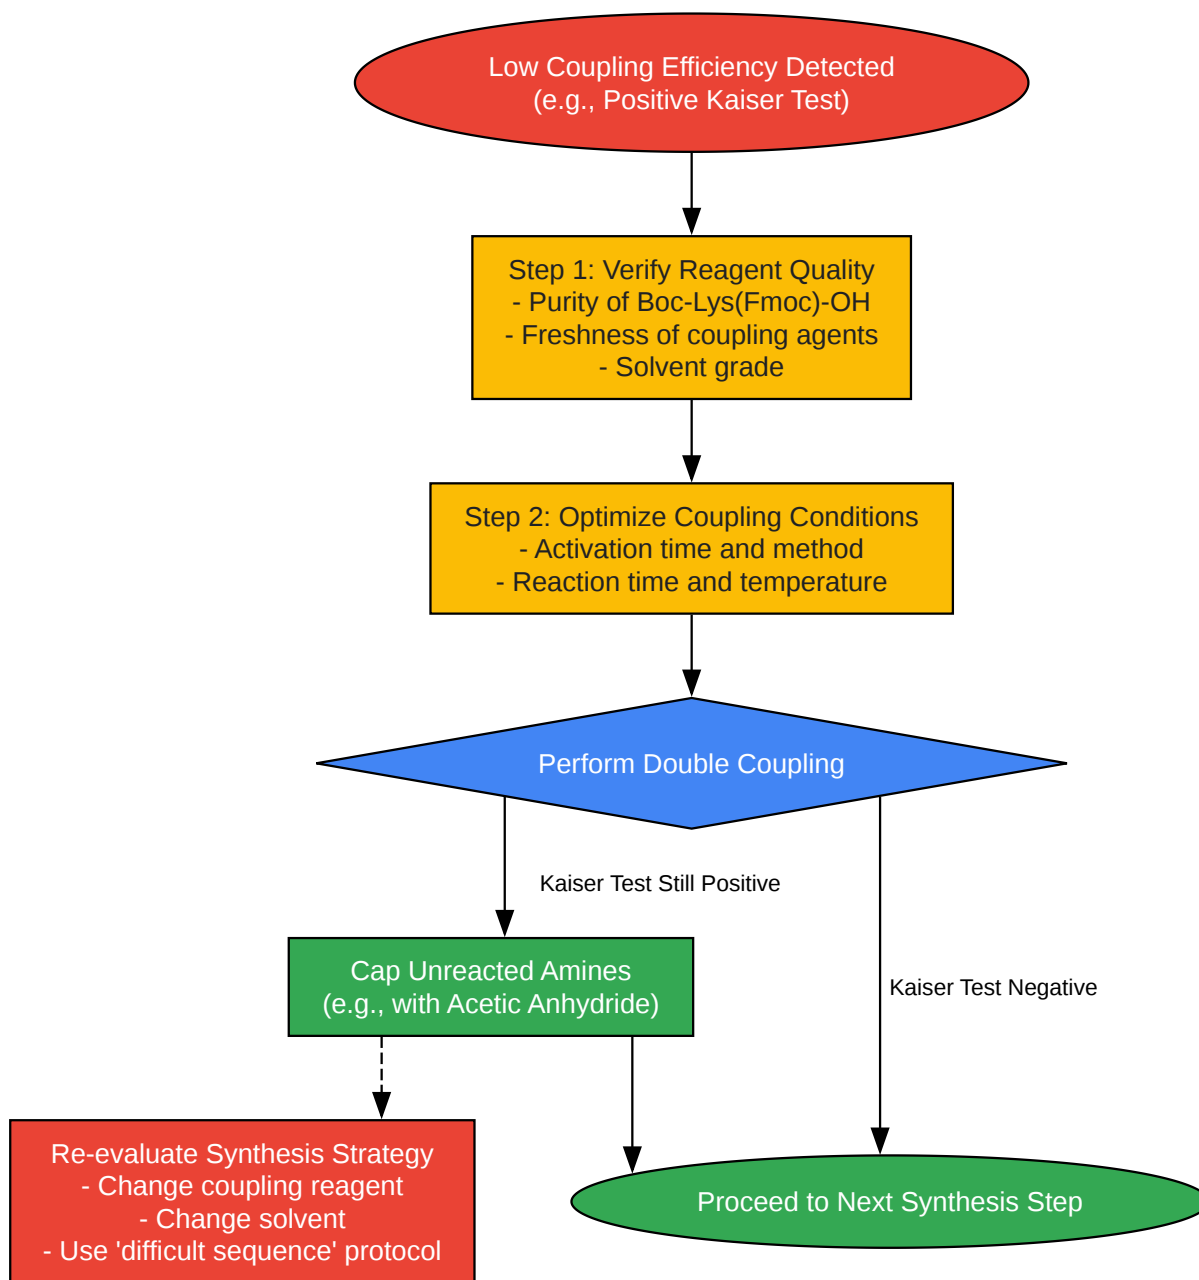 Low Coupling Efficiency Detected
(e.g., Positive Kaiser Test)
Step 1: Verify Reagent Quality
- Purity of Boc-Lys(Fmoc)-OH
- Freshness of coupling agents
- Solvent grade
Step 2: Optimize Coupling Conditions
- Activation time and method
- Reaction time and temperature
Perform Double Coupling
Kaiser Test Still Positive
Cap Unreacted Amines
(e.g., with Acetic Anhydride)
Kaiser Test Negative
Re-evaluate Synthesis Strategy
- Change coupling reagent
- Change solvent
- Use 'difficult sequence' protocol
Proceed to Next Synthesis Step